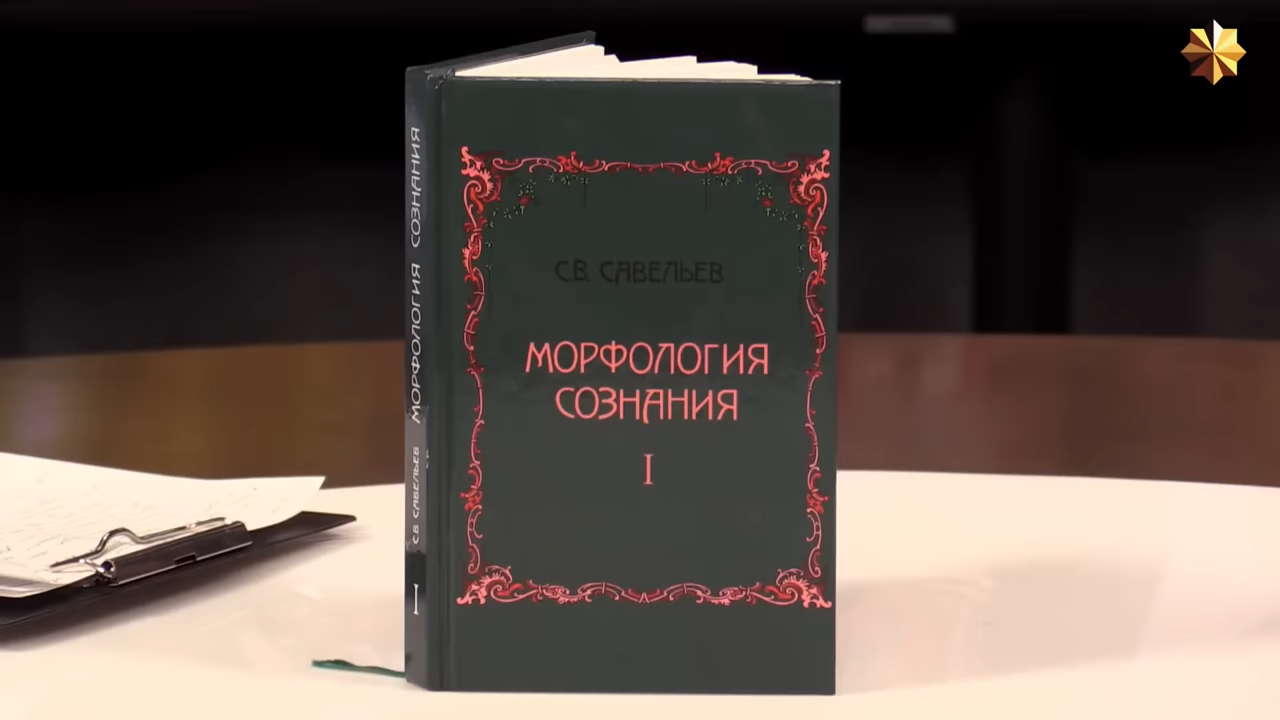 С.В. САВЕЛЬЕВ
МОРФОЛОГИЯ
СОЗНАНИЯ
I
I С.В. САВЕЛЬЕВ МОРФОЛОГИЯ СОЗНАНИЯ